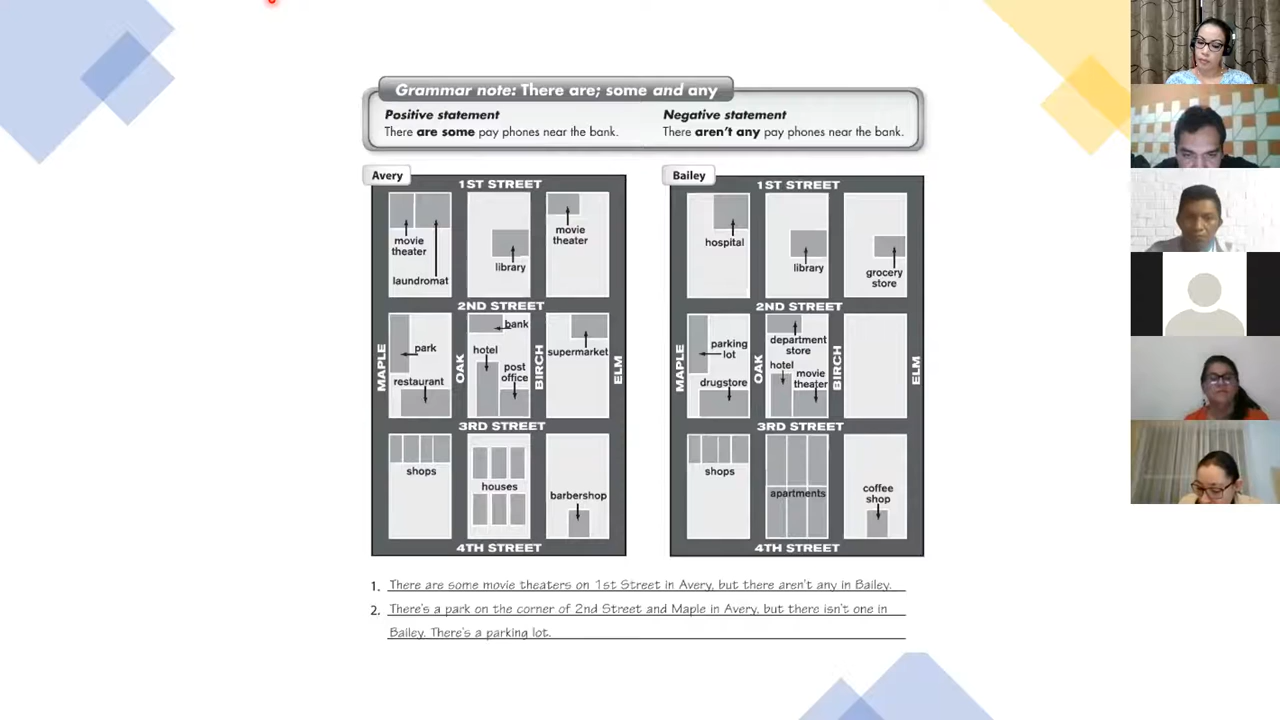 Grammar note: There are; some and any
Positive statement
There are some pay phones near the bank.
Negative statement
There aren't any pay phones near the bank.
Avery
1ST STREET
movie
theater
laundromat
library
movie
theater
2ND STREET
MAPLE
park
restaurant
OAK
bank
hotel
post
office
BIRCH
supermarket
ELM
3RD STREET
shops
houses
barbershop
4TH STREET
Bailey
1ST STREET
hospital
library
grocery
store
2ND STREET
MAPLE
parking
lot
drugstore
OAK
department
store
hotel
movie
theater
BIRCH
ELM
3RD STREET
shops
apartments
coffee
shop
4TH STREET
1. There are some movie theaters on 1st Street in Avery, but there aren't any in Bailey.
2. There's a park on the corner of 2nd Street and Maple in Avery, but there isn't one in
Bailey. There's a parking lot.